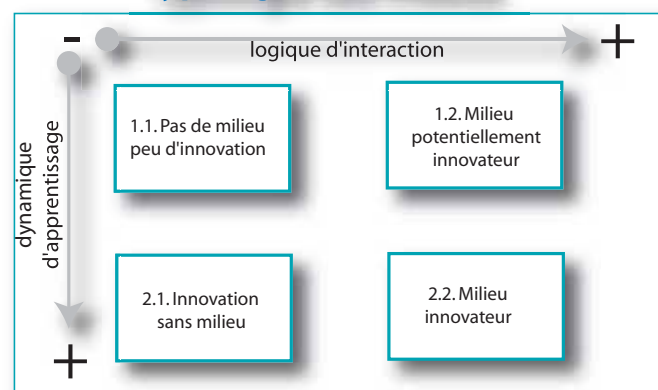 -
+
logique d'interaction
dynamique
d'apprentissage
1.1. Pas de milieu
peu d'innovation
1.2. Milieu
potentiellement
innovateur
2.1. Innovation
sans milieu
2.2. Milieu
innovateur
+